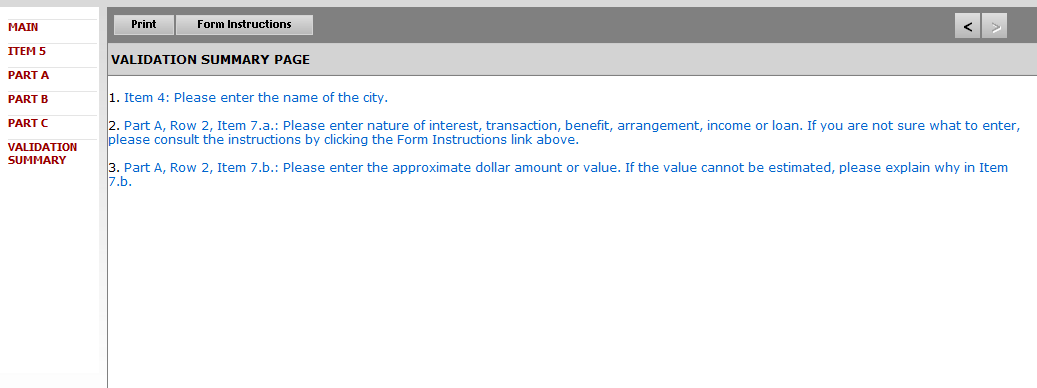 MAIN
ITEM 5
PART A
PART B
PART C
VALIDATION
SUMMARY
Print Form Instructions < >
VALIDATION SUMMARY PAGE
1. Item 4: Please enter the name of the city.
2. Part A, Row 2, Item 7.a.: Please enter nature of interest, transaction, benefit, arrangement, income or loan. If you are not sure what to enter,
please consult the instructions by clicking the Form Instructions link above.
3. Part A, Row 2, Item 7.b.: Please enter the approximate dollar amount or value. If the value cannot be estimated, please explain why in Item
7.b.